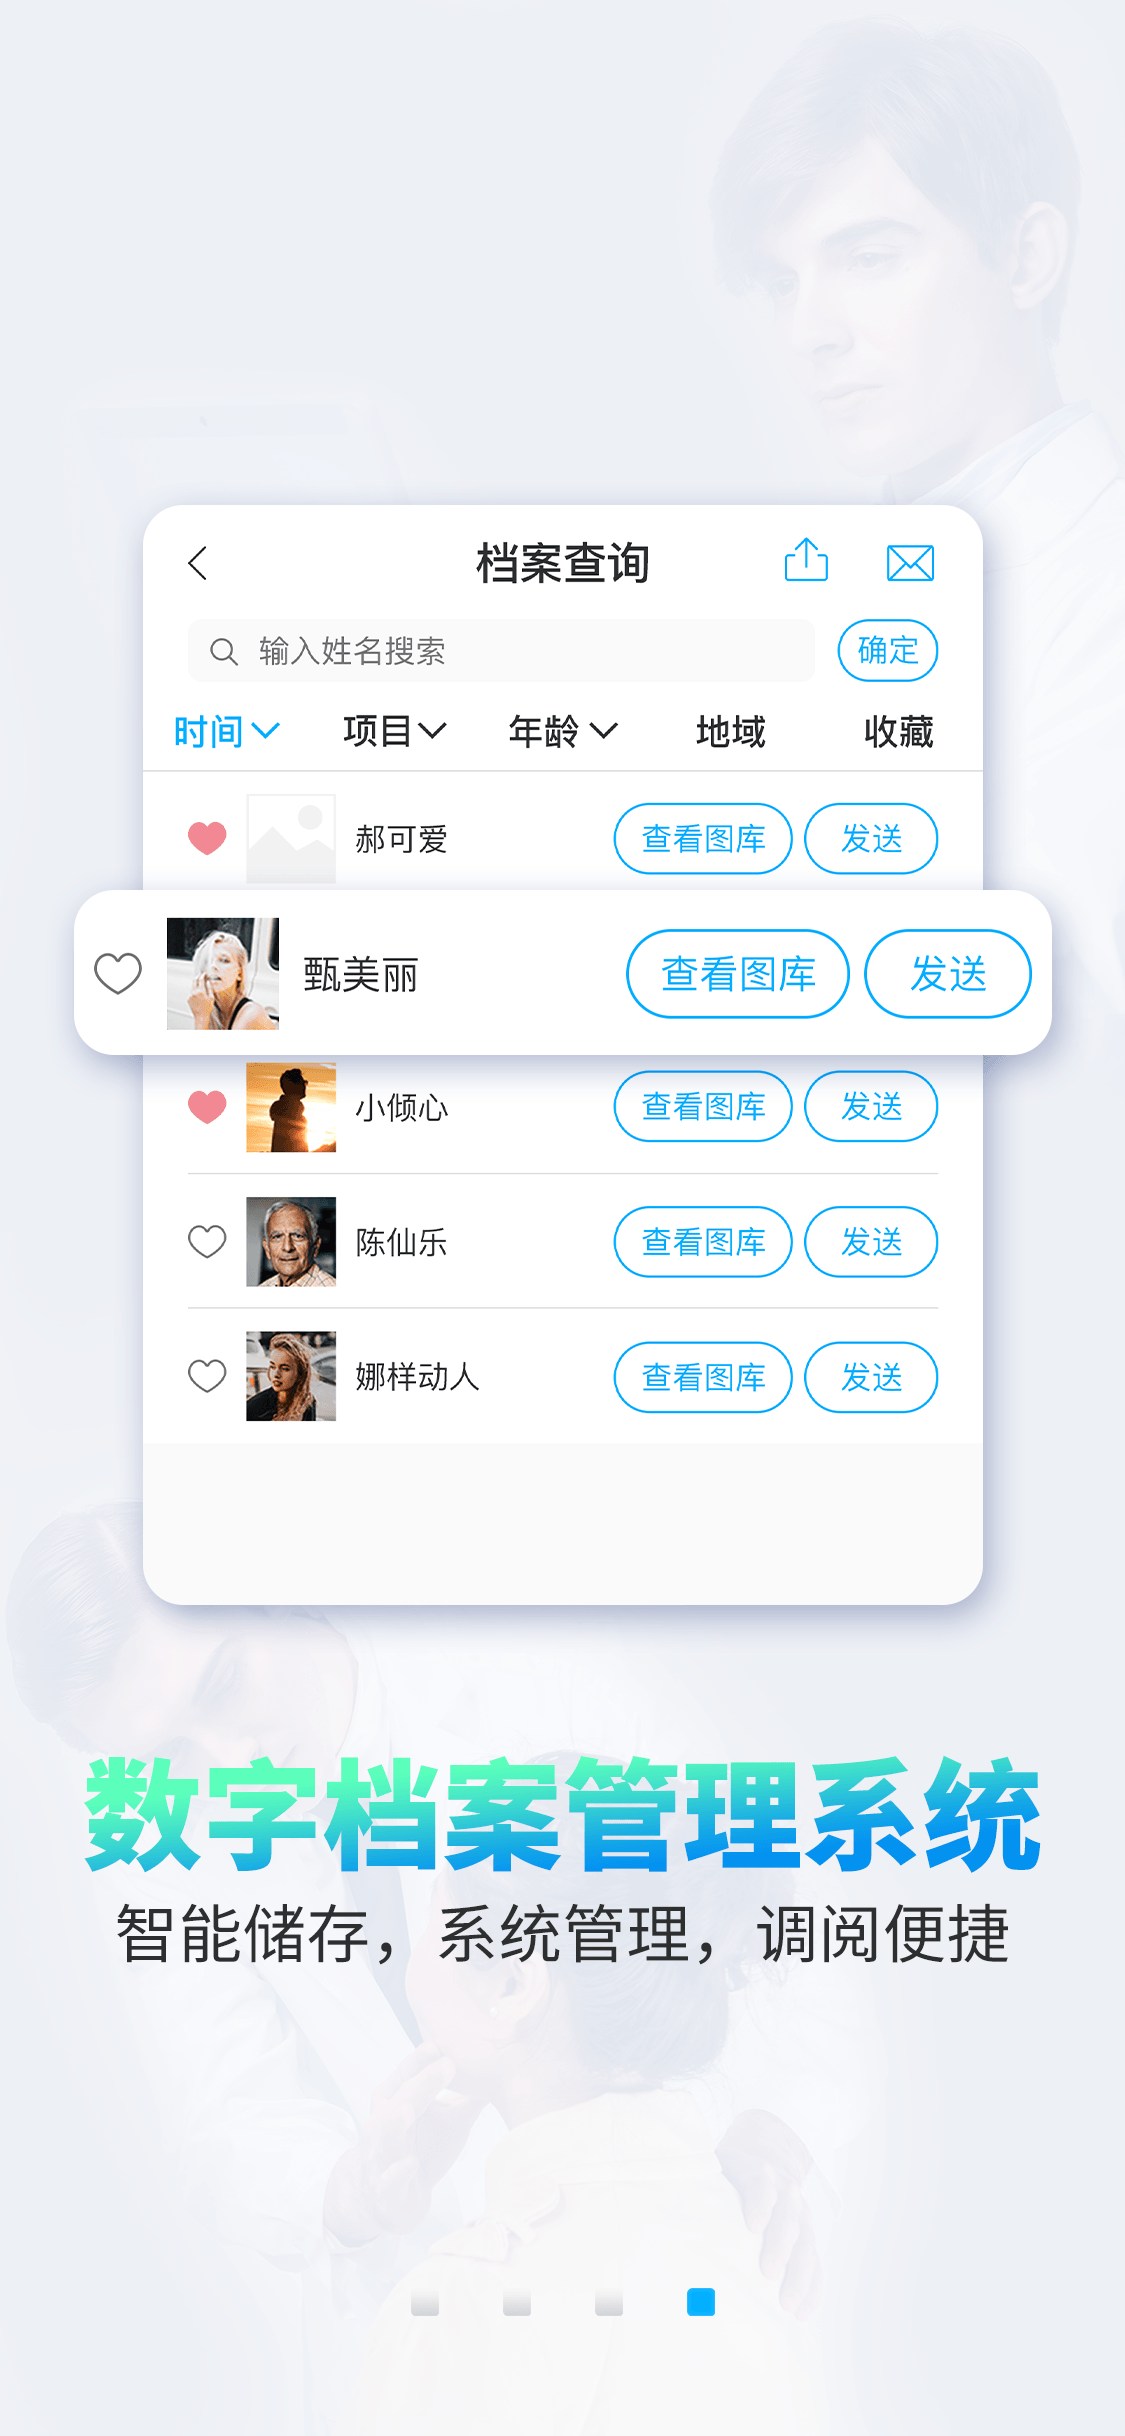 档案查询
输入姓名搜索 确定
时间 项目 年龄 地域 收藏
郝可爱 查看图库 发送
甄美丽 查看图库 发送
小倾心 查看图库 发送
陈仙乐 查看图库 发送
娜样动人 查看图库 发送
数字档案管理系统
智能储存，系统管理，调阅便捷